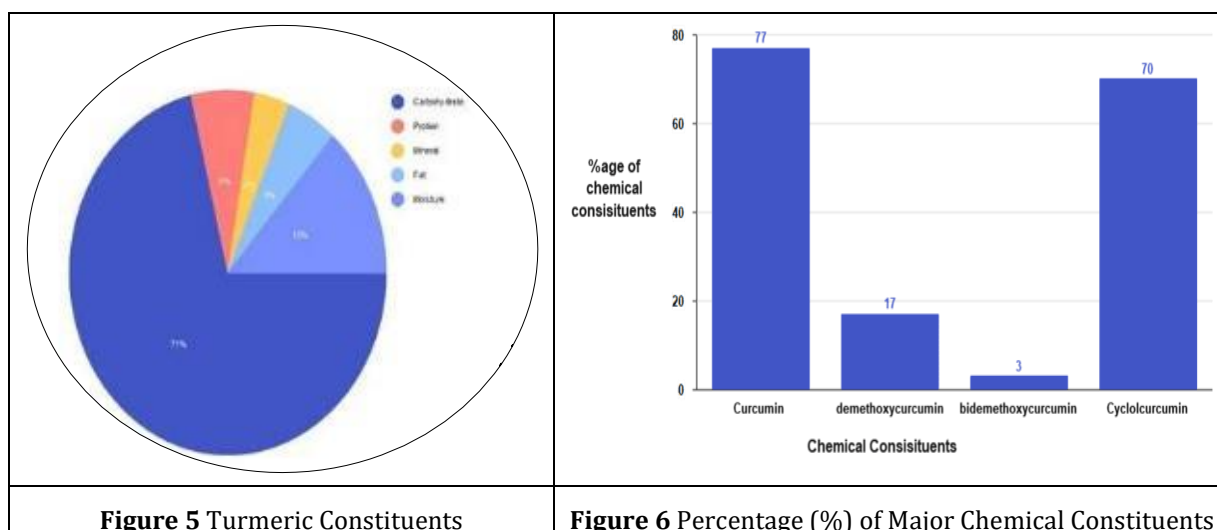 Carbohydrate
Protein
Mineral
Fat
Moisture
13%
71%
80
60
40
20
0
77
17
3
70
%age of
chemical
consisituents
Curcumin
demethoxycurcumin
bidemethoxycurcumin
Cyclolcurcumin
Chemical Consisituents
Figure 5 Turmeric Constituents
Figure 6 Percentage (%) of Major Chemical Constituents